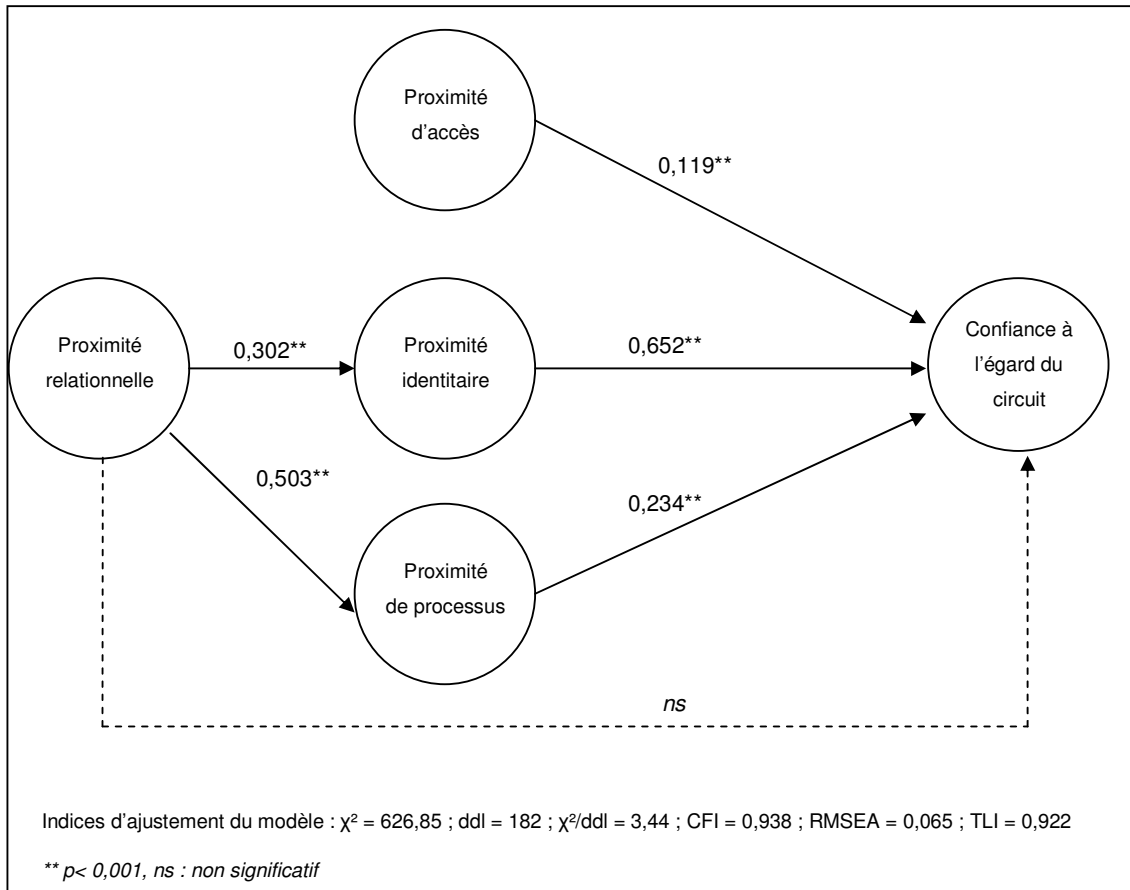 Proximité
d'accès
0,119**
Proximité
relationnelle
0,302**
Proximité
identitaire
0,652**
Confiance à
l'égard du
circuit
0,503**
0,234**
Proximité
de processus
ns
Indices d'ajustement du modèle : χ² = 626,85 ; ddl = 182 ; χ²/ddl = 3,44 ; CFI = 0,938 ; RMSEA = 0,065 ; TLI = 0,922
** p< 0,001, ns : non significatif